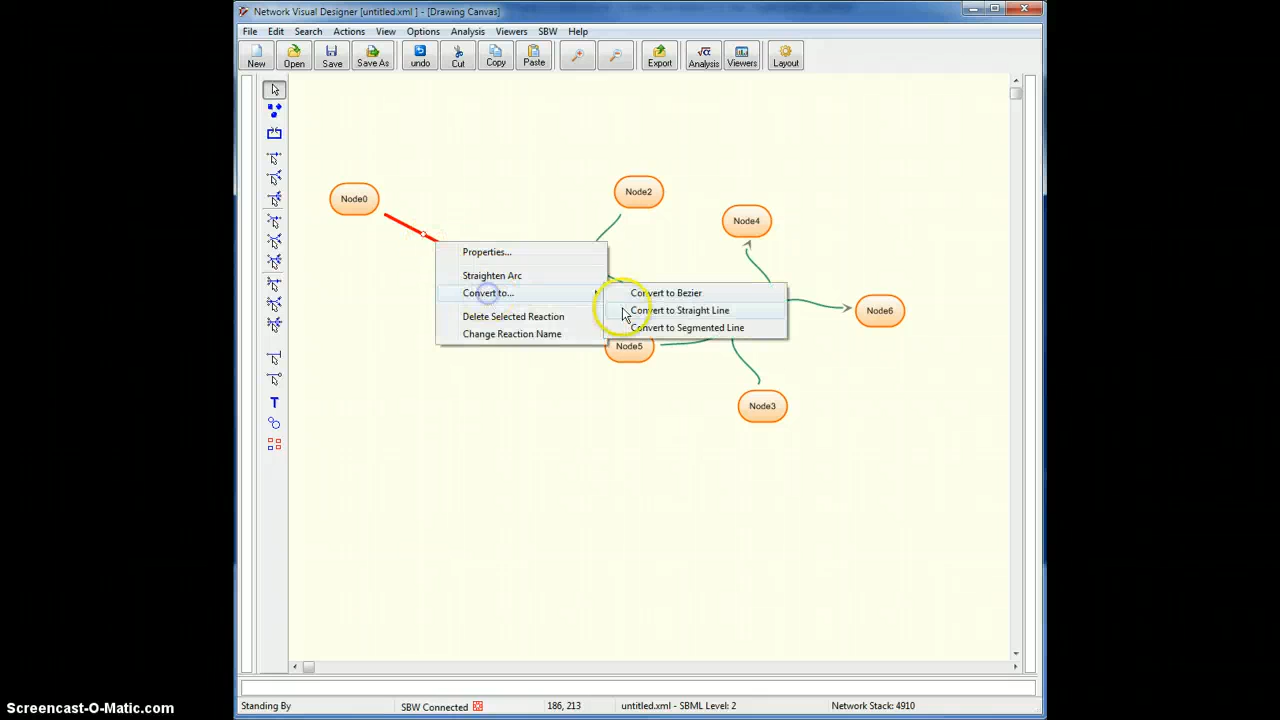 Network Visual Designer [untitled.xml ] - [Drawing Canvas]
File Edit Search Actions View Options Analysis Viewers SBW Help
New Open Save Save As undo Cut Copy Paste Export Analysis Viewers Layout
Node2
Node0
Node4
Properties...
Straighten Arc
Convert to... Convert to Bezier
Convert to Straight Line
Node6
Delete Selected Reaction
Convert to Segmented Line
Change Reaction Name
Node5
Node3
T
Standing By SBW Connected 186, 213 untitled.xml - SBML Level: 2 Network Stack: 4910
Screencast-O-Matic.com